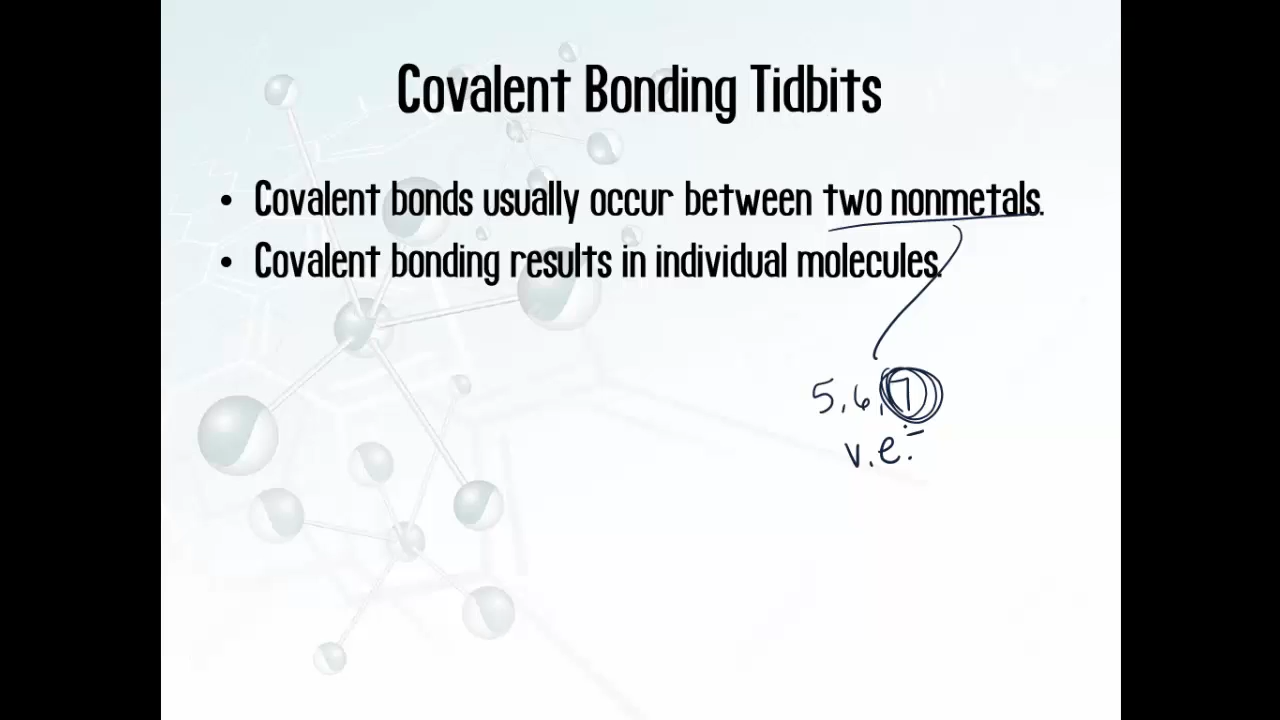 Covalent Bonding Tidbits
• Covalent bonds usually occur between two nonmetals.
• Covalent bonding results in individual molecules.
5, 6, 7
v.e.-